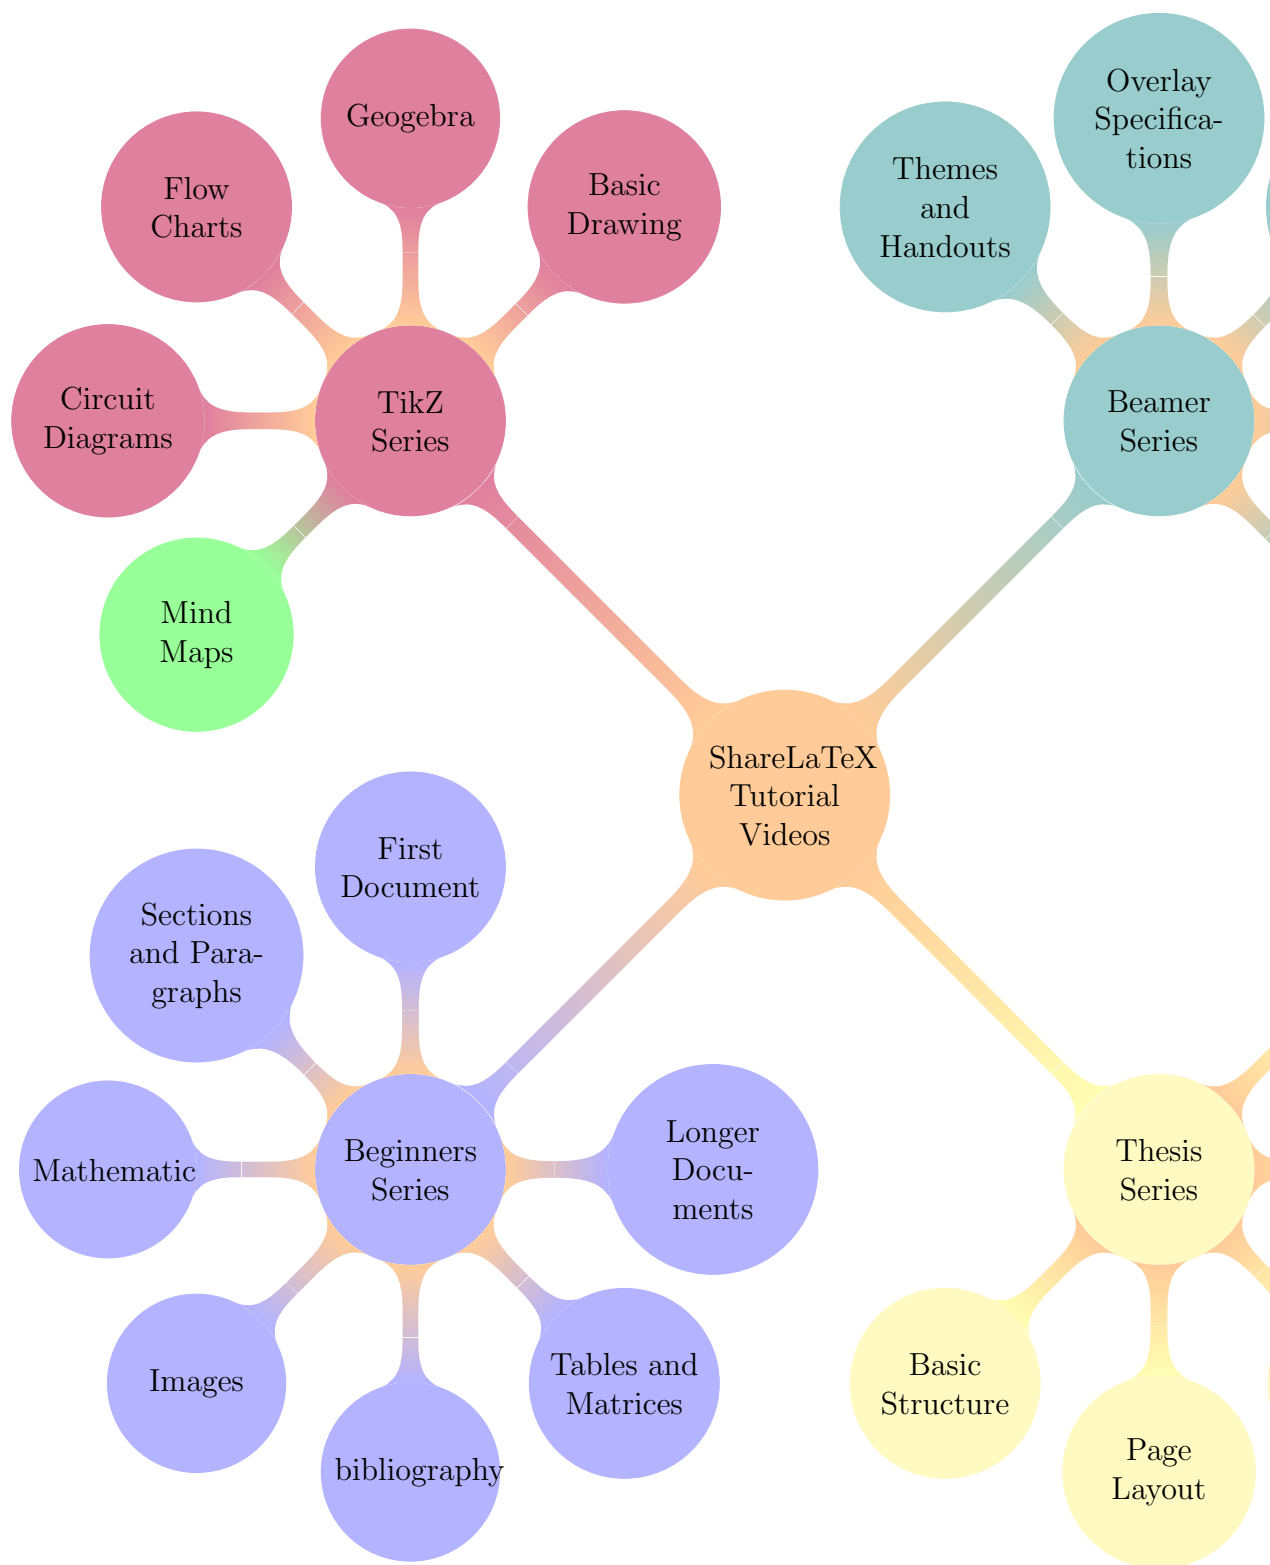 Geogebra
Flow
Charts
Basic
Drawing
Circuit
Diagrams
TikZ
Series
Mind
Maps
Overlay
Specifica-
tions
Themes
and
Handouts
Beamer
Series
ShareLaTeX
Tutorial
Videos
First
Document
Sections
and Para-
graphs
Mathematic
Beginners
Series
Longer
Docu-
ments
Images
bibliography
Tables and
Matrices
Thesis
Series
Basic
Structure
Page
Layout